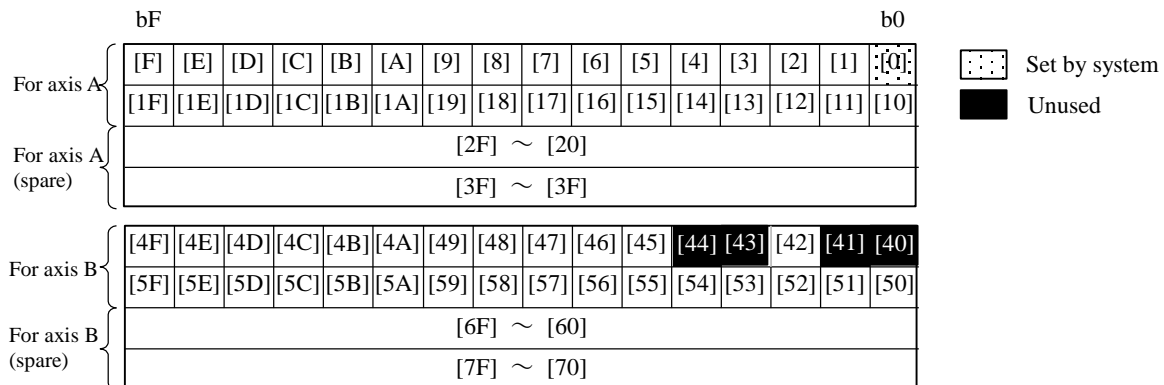 bF b0
For axis A [F] [E] [D] [C] [B] [A] [9] [8] [7] [6] [5] [4] [3] [2] [1] [0] Set by system
[1F] [1E] [1D] [1C] [1B] [1A] [19] [18] [17] [16] [15] [14] [13] [12] [11] [10] Unused
For axis A
(spare)
[2F] ～ [20]
[3F] ～ [3F]
For axis B [4F] [4E] [4D] [4C] [4B] [4A] [49] [48] [47] [46] [45] [44] [43] [42] [41] [40]
[5F] [5E] [5D] [5C] [5B] [5A] [59] [58] [57] [56] [55] [54] [53] [52] [51] [50]
For axis B
(spare)
[6F] ～ [60]
[7F] ～ [70]